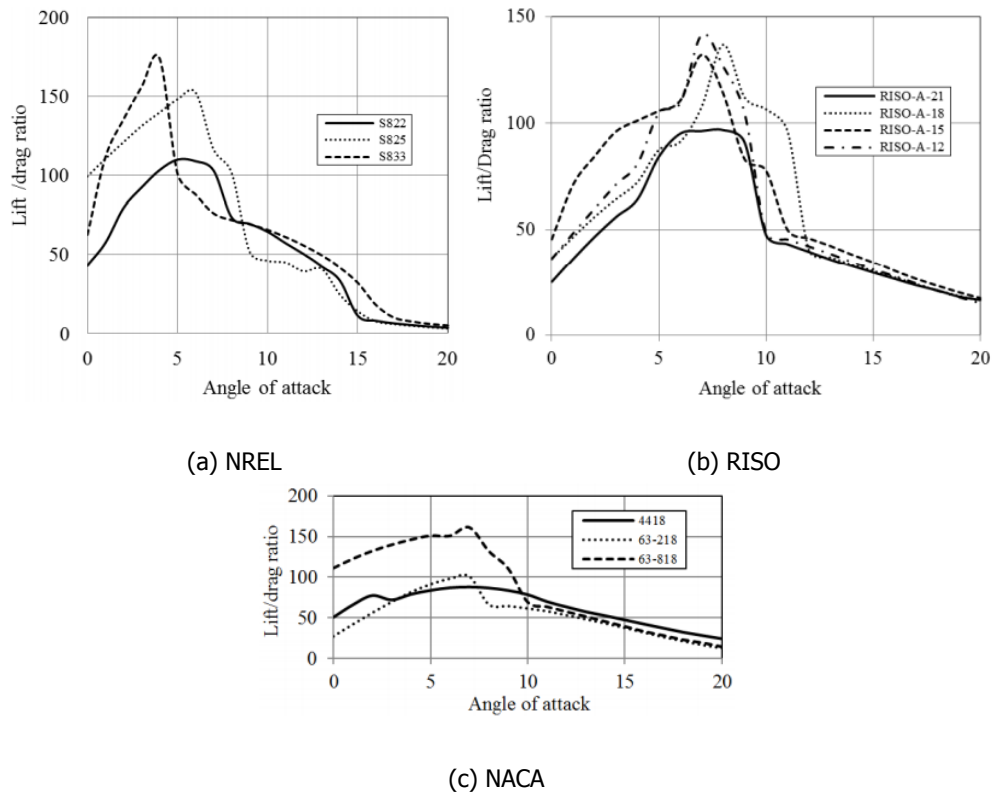 200
150
100
50
0
Lift /drag ratio
S822
S825
S833
0 5 10 15 20
Angle of attack
(a) NREL
150
100
50
0
Lift/Drag ratio
RISO-A-21
RISO-A-18
RISO-A-15
RISO-A-12
0 5 10 15 20
Angle of attack
(b) RISO
200
150
100
50
0
Lift/drag ratio
4418
63-218
63-818
0 5 10 15 20
Angle of attack
(c) NACA